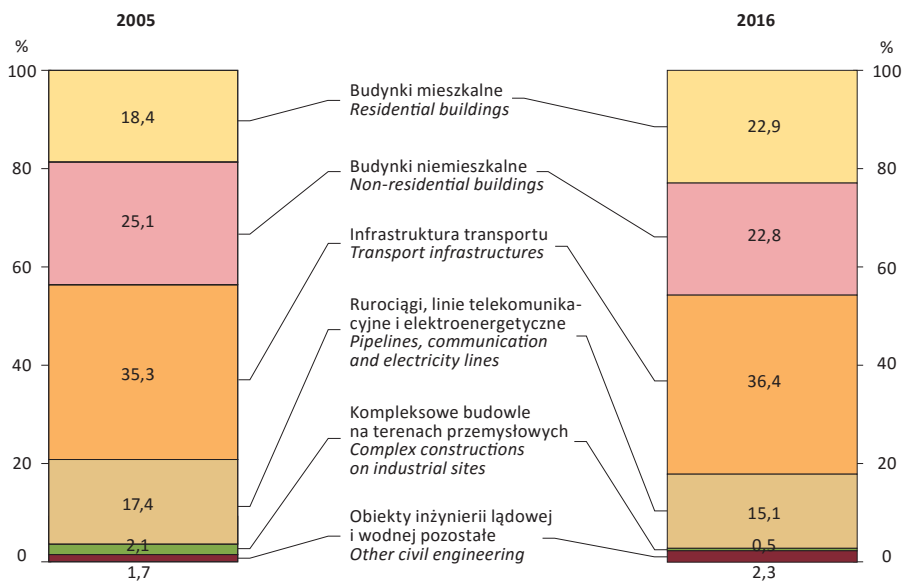 2005
2016
%
%
100
100
80
80
60
60
40
40
20
20
0
0
18,4
25,1
35,3
17,4
2,1
1,7
Budynki mieszkalne
Residential buildings
Budynki niemieszkalne
Non-residential buildings
Infrastruktura transportu
Transport infrastructures
Rurociągi, linie telekomunika-
cyjne i elektroenergetyczne
Pipelines, communication
and electricity lines
Kompleksowe budowle
na terenach przemysłowych
Complex constructions
on industrial sites
Obiekty inżynierii lądowej
i wodnej pozostałe
Other civil engineering
22,9
22,8
36,4
15,1
0,5
2,3